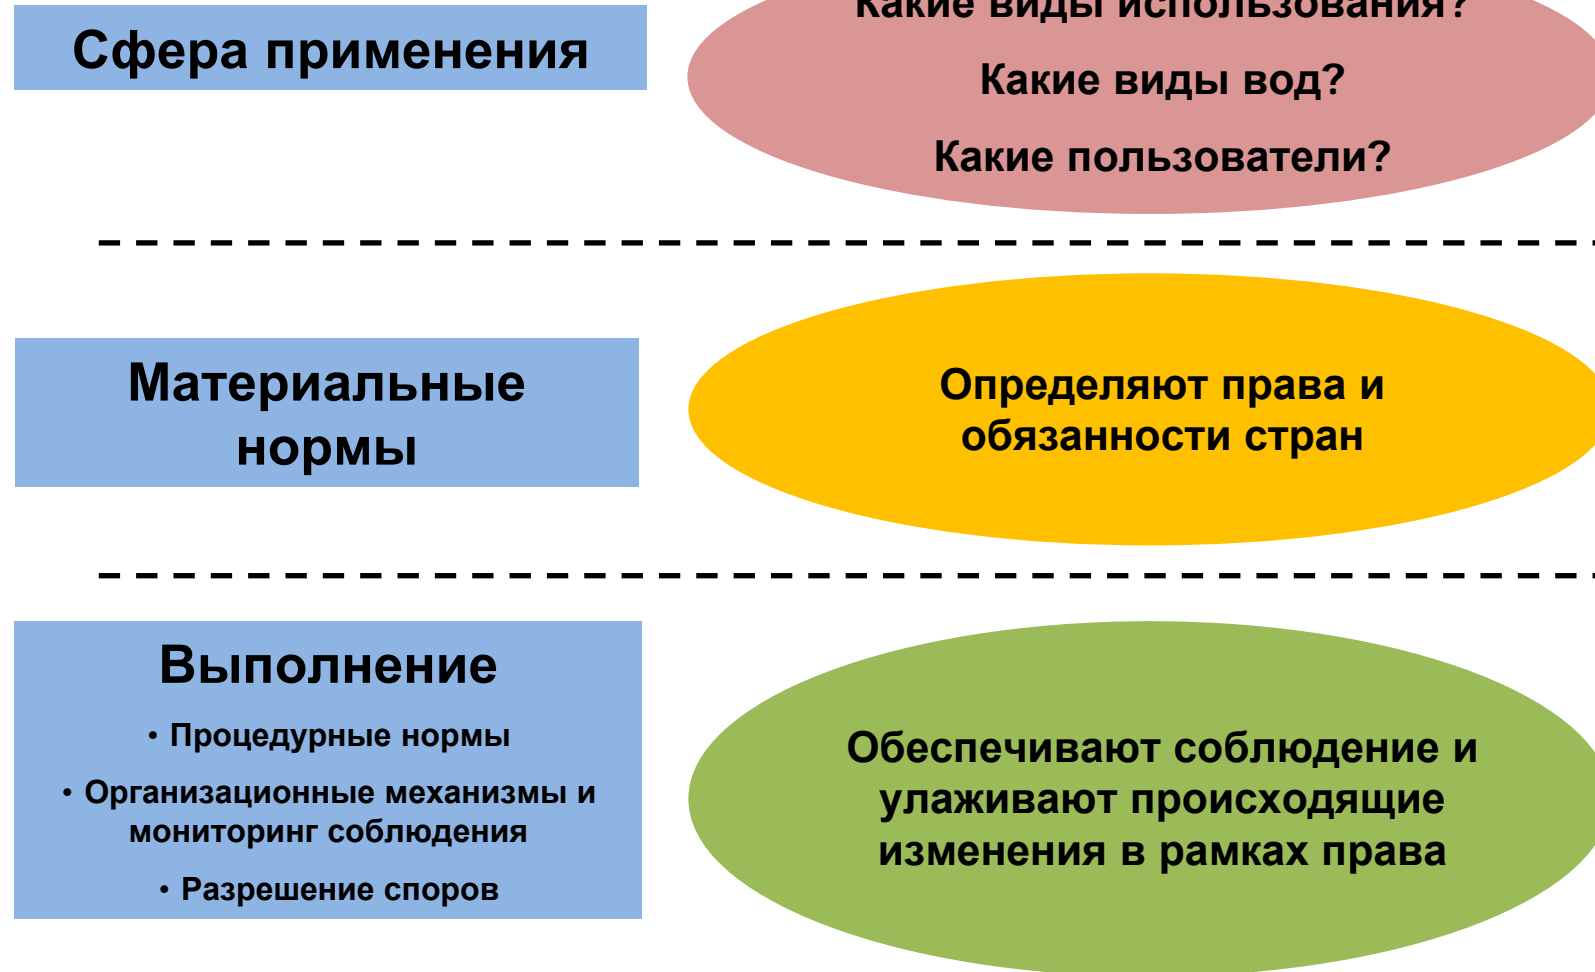 Сфера применения
Какие виды использования?
Какие виды вод?
Какие пользователи?
Материальные
нормы
Определяют права и
обязанности стран
Выполнение
• Процедурные нормы
• Организационные механизмы и
мониторинг соблюдения
• Разрешение споров
Обеспечивают соблюдение и
улаживают происходящие
изменения в рамках права